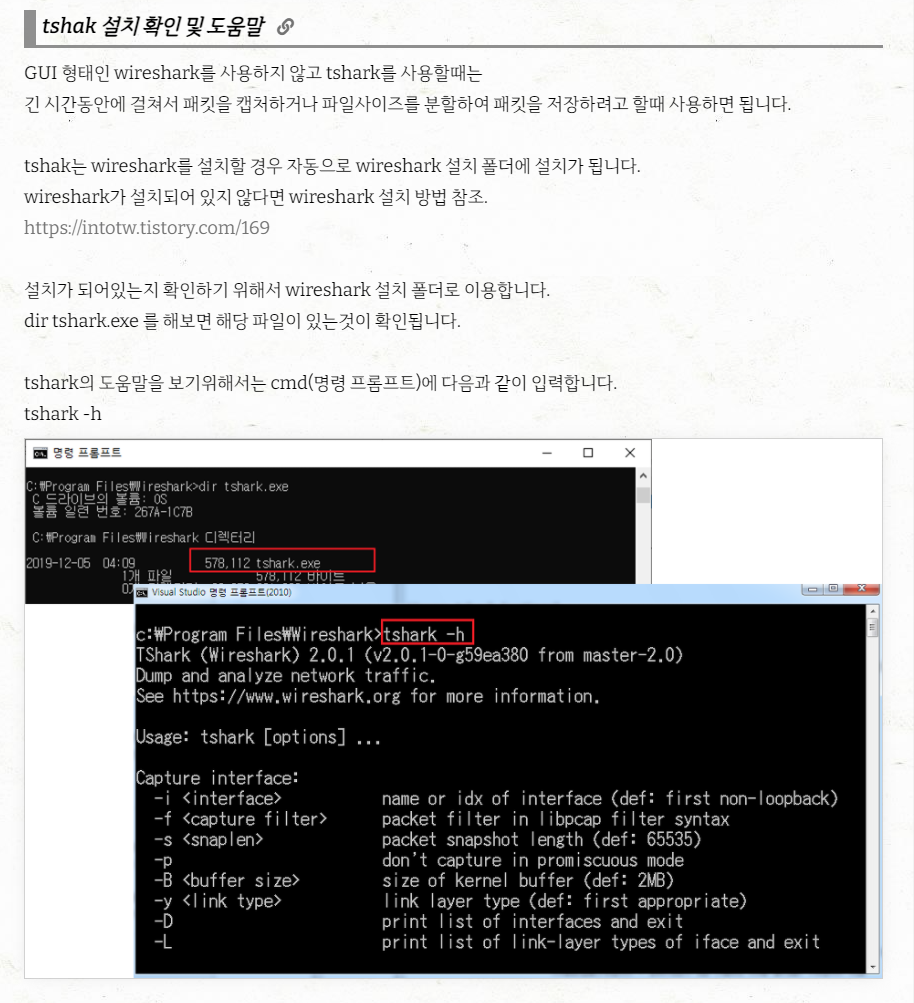 tshak 설치 확인 및 도움말
GUI 형태인 wireshark를 사용하지 않고 tshark를 사용할때는
긴 시간동안에 걸쳐서 패킷을 캡처하거나 파일사이즈를 분할하여 패킷을 저장하려고 할때 사용하면 됩니다.
tshak는 wireshark를 설치할 경우 자동으로 wireshark 설치 폴더에 설치가 됩니다.
wireshark가 설치되어 있지 않다면 wireshark 설치 방법 참조.
https://intotw.tistory.com/169
설치가 되어있는지 확인하기 위해서 wireshark 설치 폴더로 이용합니다.
dir tshark.exe 를 해보면 해당 파일이 있는것이 확인됩니다.
tshark의 도움말을 보기위해서는 cmd(명령 프롬프트)에 다음과 같이 입력합니다.
tshark -h
명령 프롬프트
C:₩Program Files₩Wireshark>dir tshark.exe
C 드라이브의 볼륨: OS
볼륨 일련 번호: 267A-1C7B
C:₩Program Files₩Wireshark 디렉터리
2019-12-05 04:09 578,112 tshark.exe
1개 파일 578,112 바이트
Visual Studio 명령 프롬프트(2010)
c:₩Program Files₩Wireshark>tshark -h
TShark (Wireshark) 2.0.1 (v2.0.1-0-g59ea380 from master-2.0)
Dump and analyze network traffic.
See https://www.wireshark.org for more information.
Usage: tshark [options] ...
Capture interface:
-i <interface> name or idx of interface (def: first non-loopback)
-f <capture filter> packet filter in libpcap filter syntax
-s <snaplen> packet snapshot length (def: 65535)
-p don't capture in promiscuous mode
-B <buffer size> size of kernel buffer (def: 2MB)
-y <link type> link layer type (def: first appropriate)
-D print list of interfaces and exit
-L print list of link-layer types of iface and exit